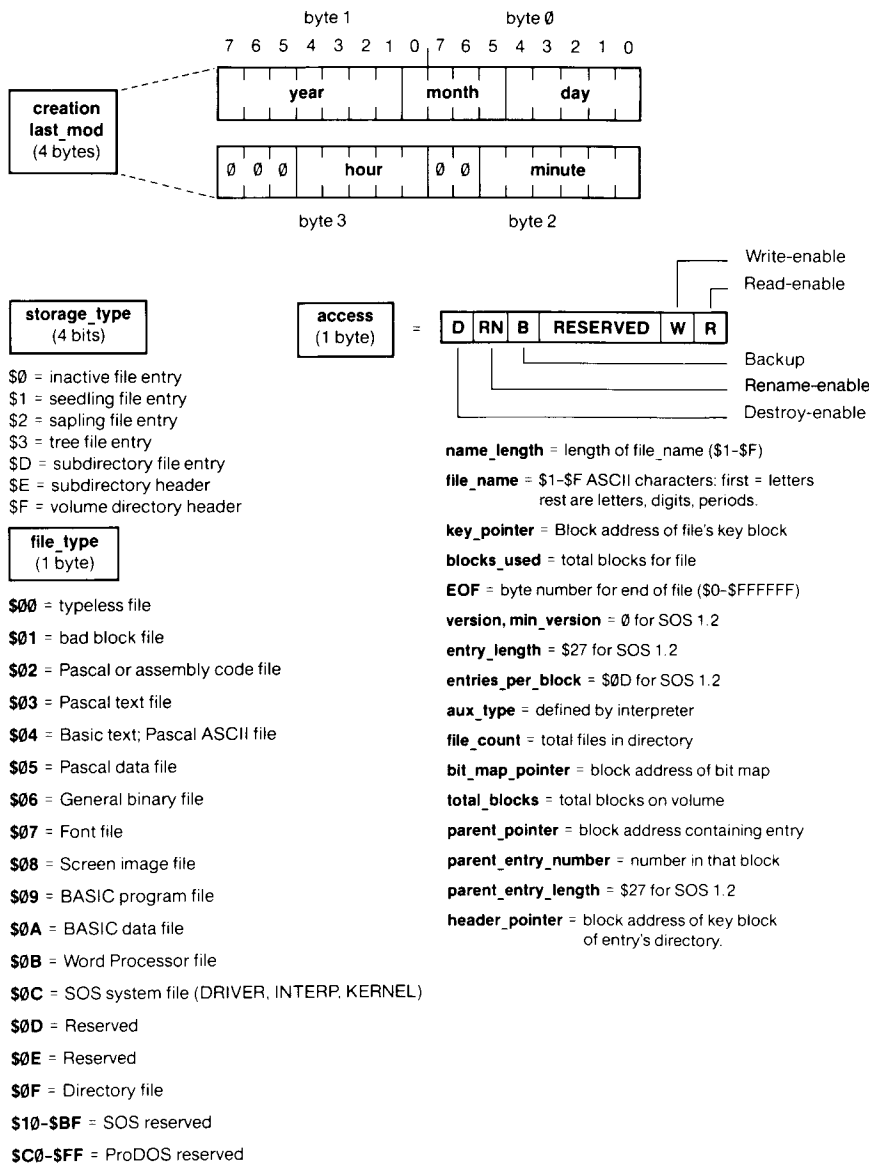 byte 1 byte Ø
7 6 5 4 3 2 1 0 7 6 5 4 3 2 1 0
year month day
creation
last_mod
(4 bytes)
Ø Ø Ø hour Ø Ø minute
byte 3 byte 2
Write-enable
Read-enable
storage_type
(4 bits)
access
(1 byte)
= D RN B RESERVED W R
Backup
Rename-enable
Destroy-enable
$Ø = inactive file entry
$1 = seedling file entry
$2 = sapling file entry
$3 = tree file entry
$D = subdirectory file entry
$E = subdirectory header
$F = volume directory header
file_type
(1 byte)
$ØØ = typeless file
$Ø1 = bad block file
$Ø2 = Pascal or assembly code file
$Ø3 = Pascal text file
$Ø4 = Basic text; Pascal ASCII file
$Ø5 = Pascal data file
$Ø6 = General binary file
$Ø7 = Font file
$Ø8 = Screen image file
$Ø9 = BASIC program file
$ØA = BASIC data file
$ØB = Word Processor file
$ØC = SOS system file (DRIVER, INTERP, KERNEL)
$ØD = Reserved
$ØE = Reserved
$ØF = Directory file
$1Ø-$BF = SOS reserved
$CØ-$FF = ProDOS reserved
name_length = length of file_name ($1-$F)
file_name = $1-$F ASCII characters: first = letters
rest are letters, digits, periods.
key_pointer = Block address of file's key block
blocks_used = total blocks for file
EOF = byte number for end of file ($0-$FFFFFF)
version, min_version = Ø for SOS 1.2
entry_length = $27 for SOS 1.2
entries_per_block = $ØD for SOS 1.2
aux_type = defined by interpreter
file_count = total files in directory
bit_map_pointer = block address of bit map
total_blocks = total blocks on volume
parent_pointer = block address containing entry
parent_entry_number = number in that block
parent_entry_length = $27 for SOS 1.2
header_pointer = block address of key block
of entry's directory.